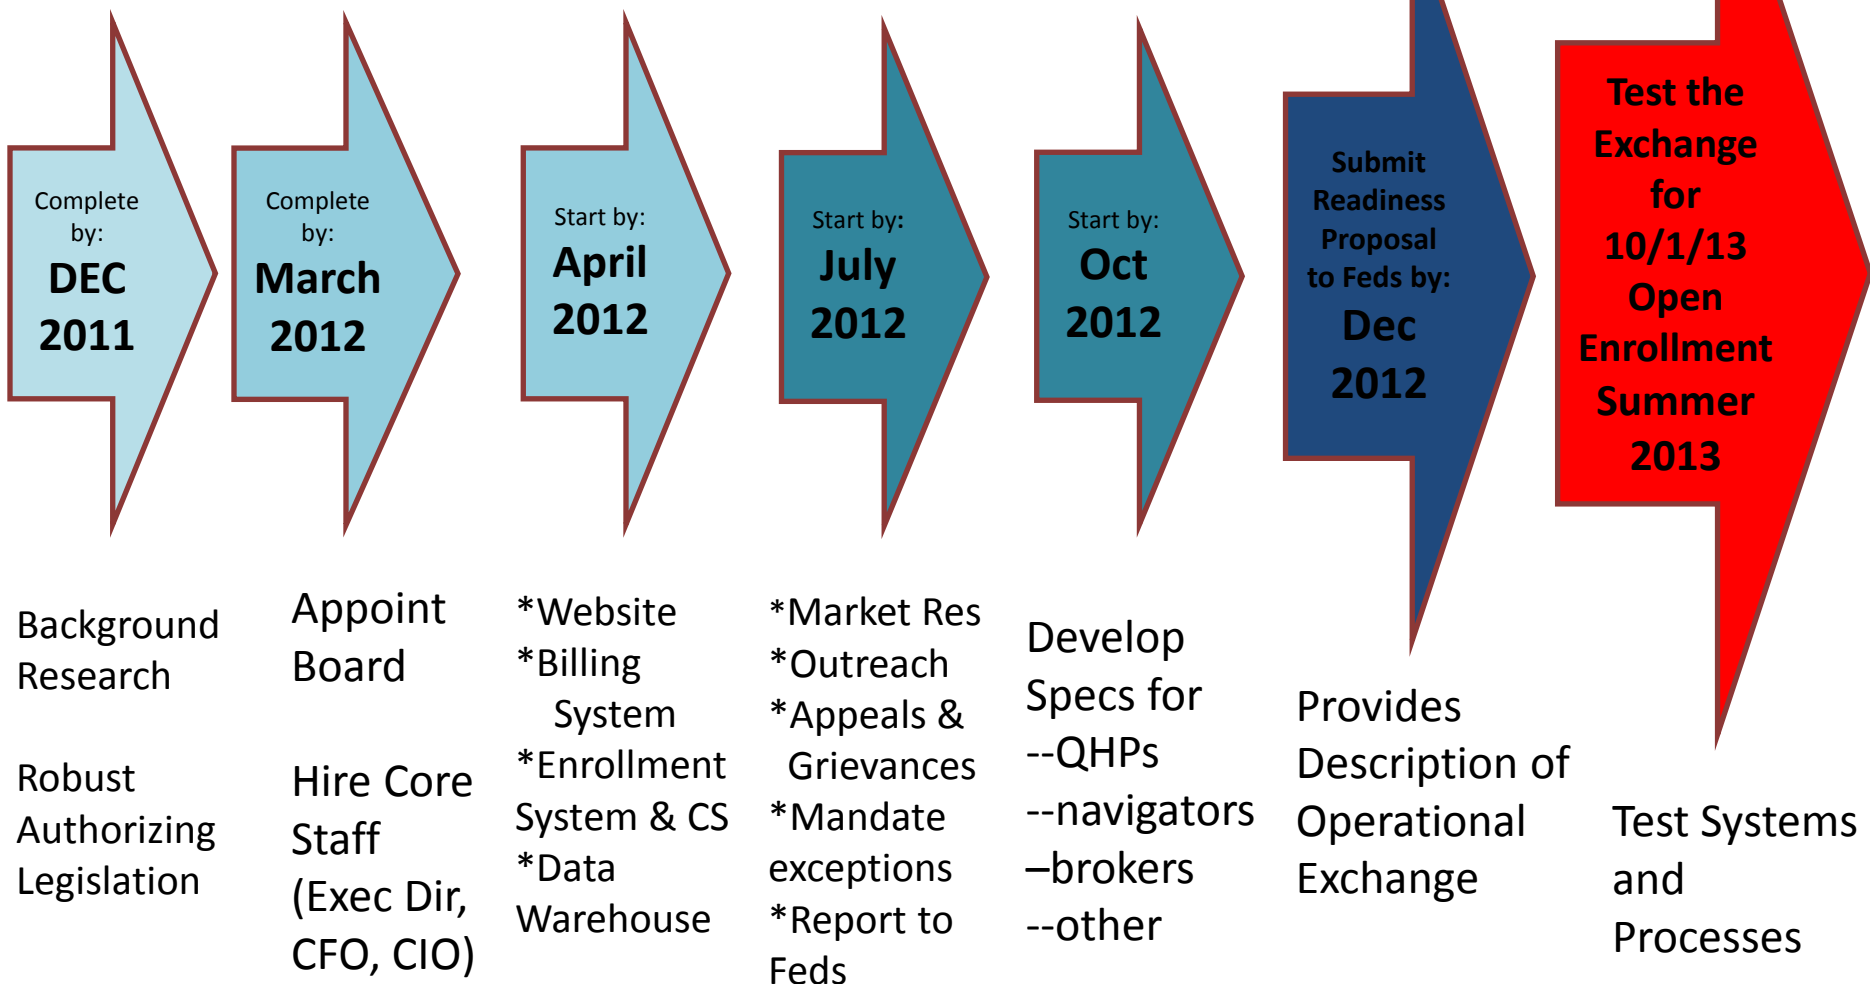 Complete
by:
DEC
2011
Complete
by:
March
2012
Start by:
April
2012
Start by:
July
2012
Start by:
Oct
2012
Submit
Readiness
Proposal
to Feds by:
Dec
2012
Test the
Exchange
for
10/1/13
Open
Enrollment
Summer
2013
Background
Research
Robust
Authorizing
Legislation
Appoint
Board
Hire Core
Staff
(Exec Dir,
CFO, CIO)
*Website
*Billing
System
*Enrollment
System & CS
*Data
Warehouse
*Market Res
*Outreach
*Appeals &
Grievances
*Mandate
exceptions
*Report to
Feds
Develop
Specs for
--QHPs
--navigators
–brokers
--other
Provides
Description of
Operational
Exchange
Test Systems
and
Processes